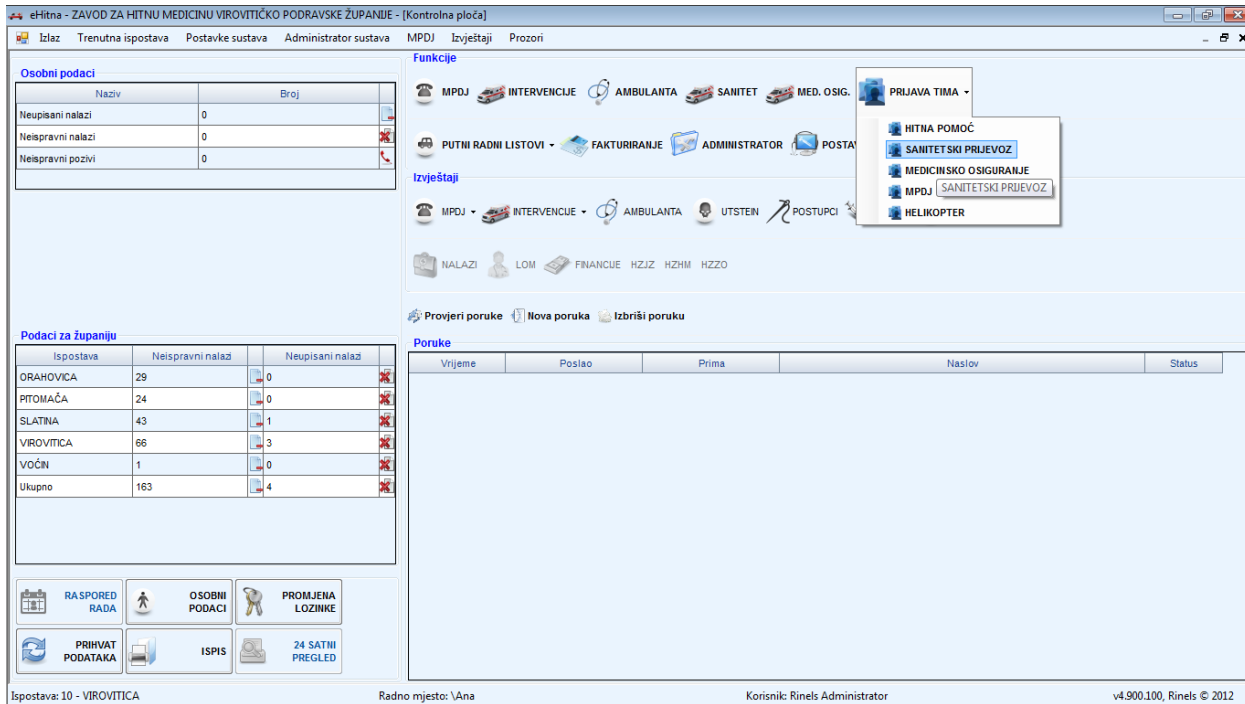 eHitna - ZAVOD ZA HITNU MEDICINU VIROVITIČKO PODRAVSKE ŽUPANIJE - [Kontrolna ploča]
Izlaz Trenutna ispostava Postavke sustava Administrator sustava MPDJ Izvještaji Prozori
Osobni podaci
Naziv Broj
Neupisani nalazi 0
Neispravni nalazi 0
Neispravni pozivi 0
Podaci za županiju
Ispostava Neispravni nalazi Neupisani nalazi
ORAHOVICA 29 0
PITOMAČA 24 0
SLATINA 43 1
VIROVITICA 66 3
VOĆIN 1 0
Ukupno 163 4
RASPORED RADA
OSOBNI PODACI
PROMJENA LOZINKE
PRIHVAT PODATAKA
ISPIS
24 SATNI PREGLED
Funkcije
MPDJ INTERVENCIJE AMBULANTA SANITET MED. OSIG. PRIJAVA TIMA
PUTNI RADNI LISTOVI FAKTURIRANJE ADMINISTRATOR POSTA
HITNA POMOĆ
SANITETSKI PRIJEVOZ
MEDICINSKO OSIGURANJE
MPDJ
SANITETSKI PRIJEVOZ
HELIKOPTER
Izvještaji
MPDJ INTERVENCIJE AMBULANTA UTSTEIN POSTUPCI
NALAZI LOM FINANCIJE HZJZ HZHM HZZO
Provjeri poruke Nova poruka Izbriši poruku
Poruke
Vrijeme Poslao Prima Naslov Status
Ispostava: 10 - VIROVITICA Radno mjesto: \Ana Korisnik: Rinels Administrator v4.900.100, Rinels © 2012